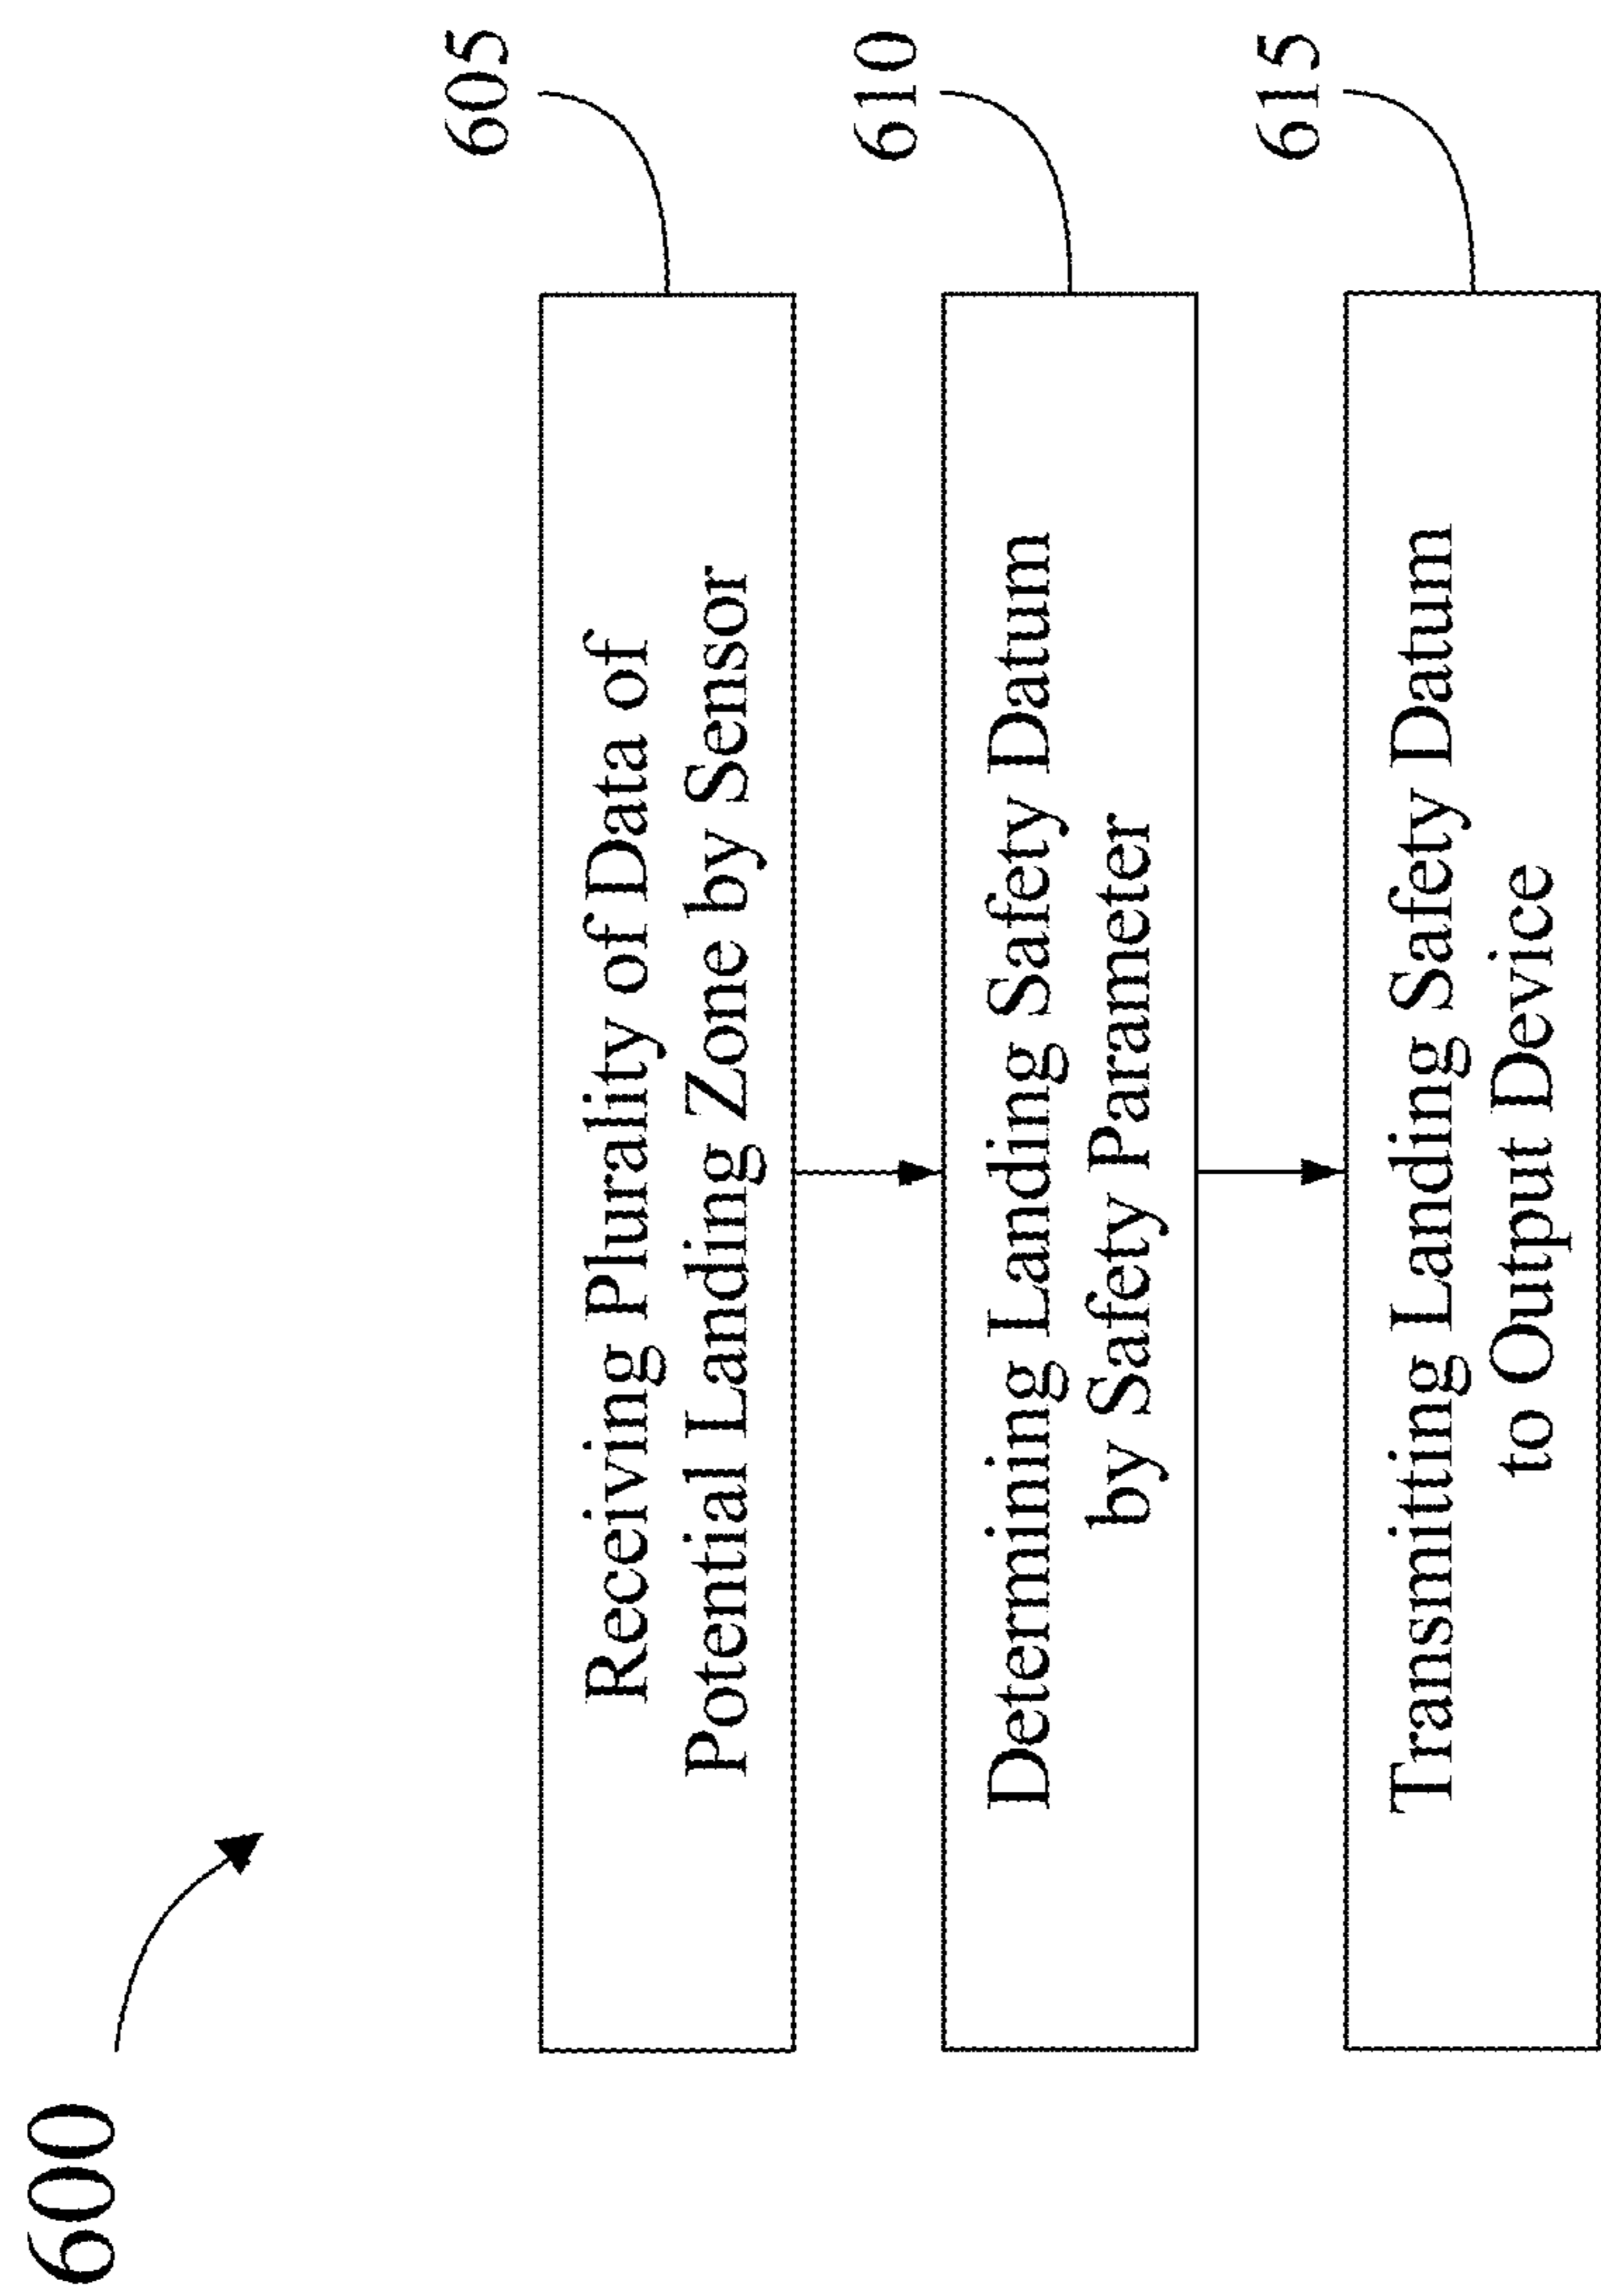 600
605
Receiving Plurality of Data of
Potential Landing Zone by Sensor
610
Determining Landing Safety Datum
by Safety Parameter
615
Transmitting Landing Safety Datum
to Output Device